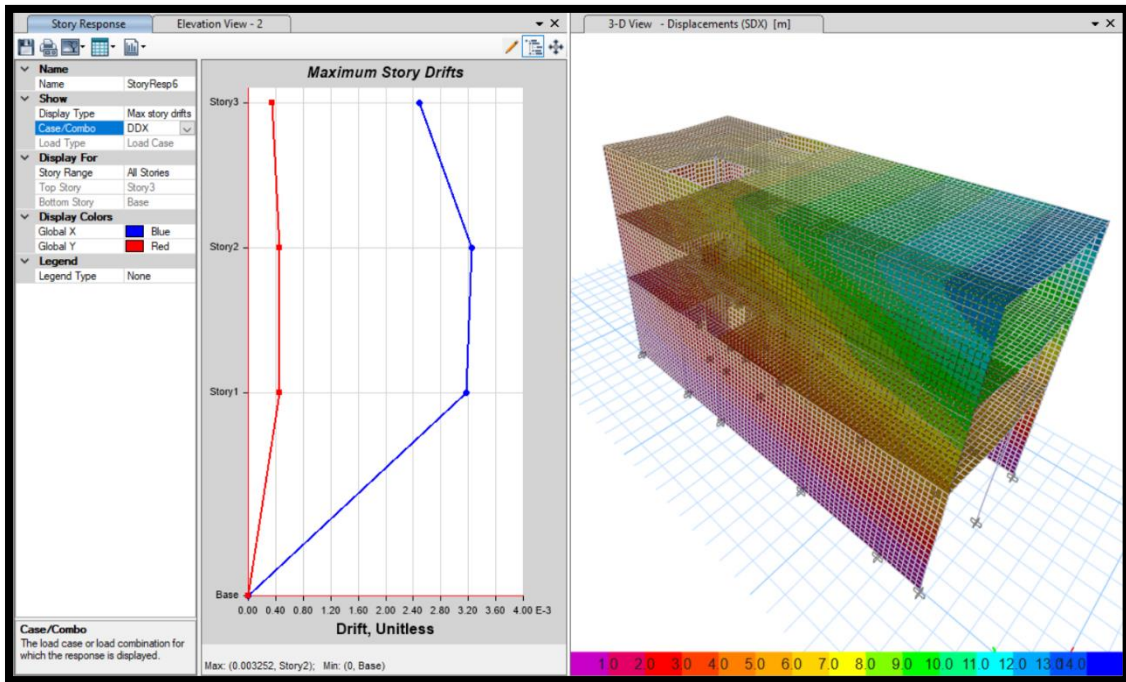 Story Response
Elevation View - 2
Name
Name StoryResp6
Show
Display Type Max story drifts
Case/Combo DDX
Load Type Load Case
Display For
Story Range All Stories
Top Story Story3
Bottom Story Base
Display Colors
Global X Blue
Global Y Red
Legend
Legend Type None
Case/Combo
The load case or load combination for
which the response is displayed.
Maximum Story Drifts
Story3
Story2
Story1
Base
0.00 0.40 0.80 1.20 1.60 2.00 2.40 2.80 3.20 3.60 4.00 E-3
Drift, Unitless
Max: (0.003252, Story2); Min: (0, Base)
3-D View - Displacements (SDX) [m]
1.0 2.0 3.0 4.0 5.0 6.0 7.0 8.0 9.0 10.0 11.0 12.0 13.04.0